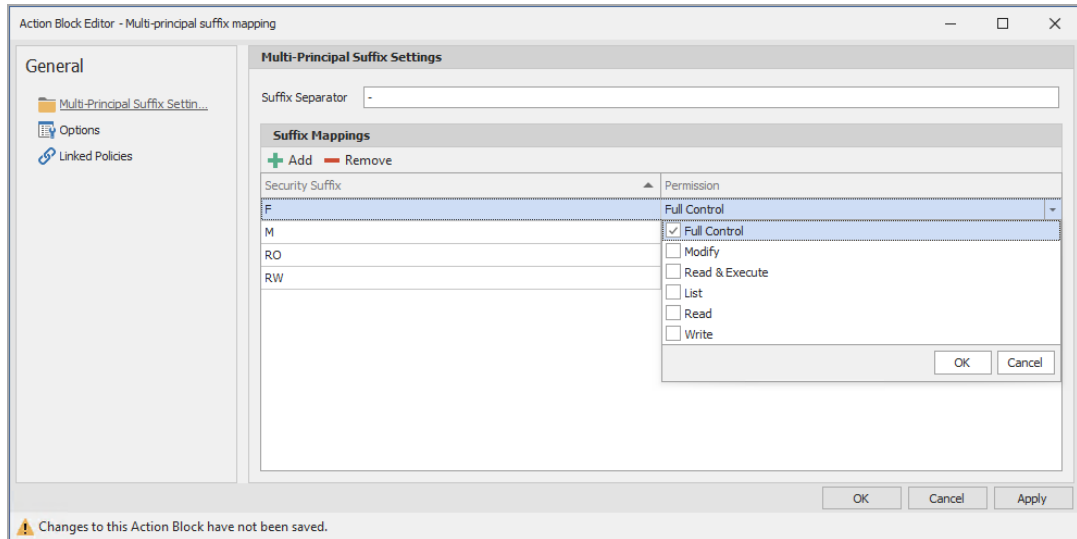 Action Block Editor - Multi-principal suffix mapping
General
Multi-Principal Suffix Settin...
Options
Linked Policies
Multi-Principal Suffix Settings
Suffix Separator -
Suffix Mappings
Add Remove
Security Suffix Permission
F Full Control
M
RO
RW
Full Control
Modify
Read & Execute
List
Read
Write
OK Cancel
OK Cancel Apply
Changes to this Action Block have not been saved.